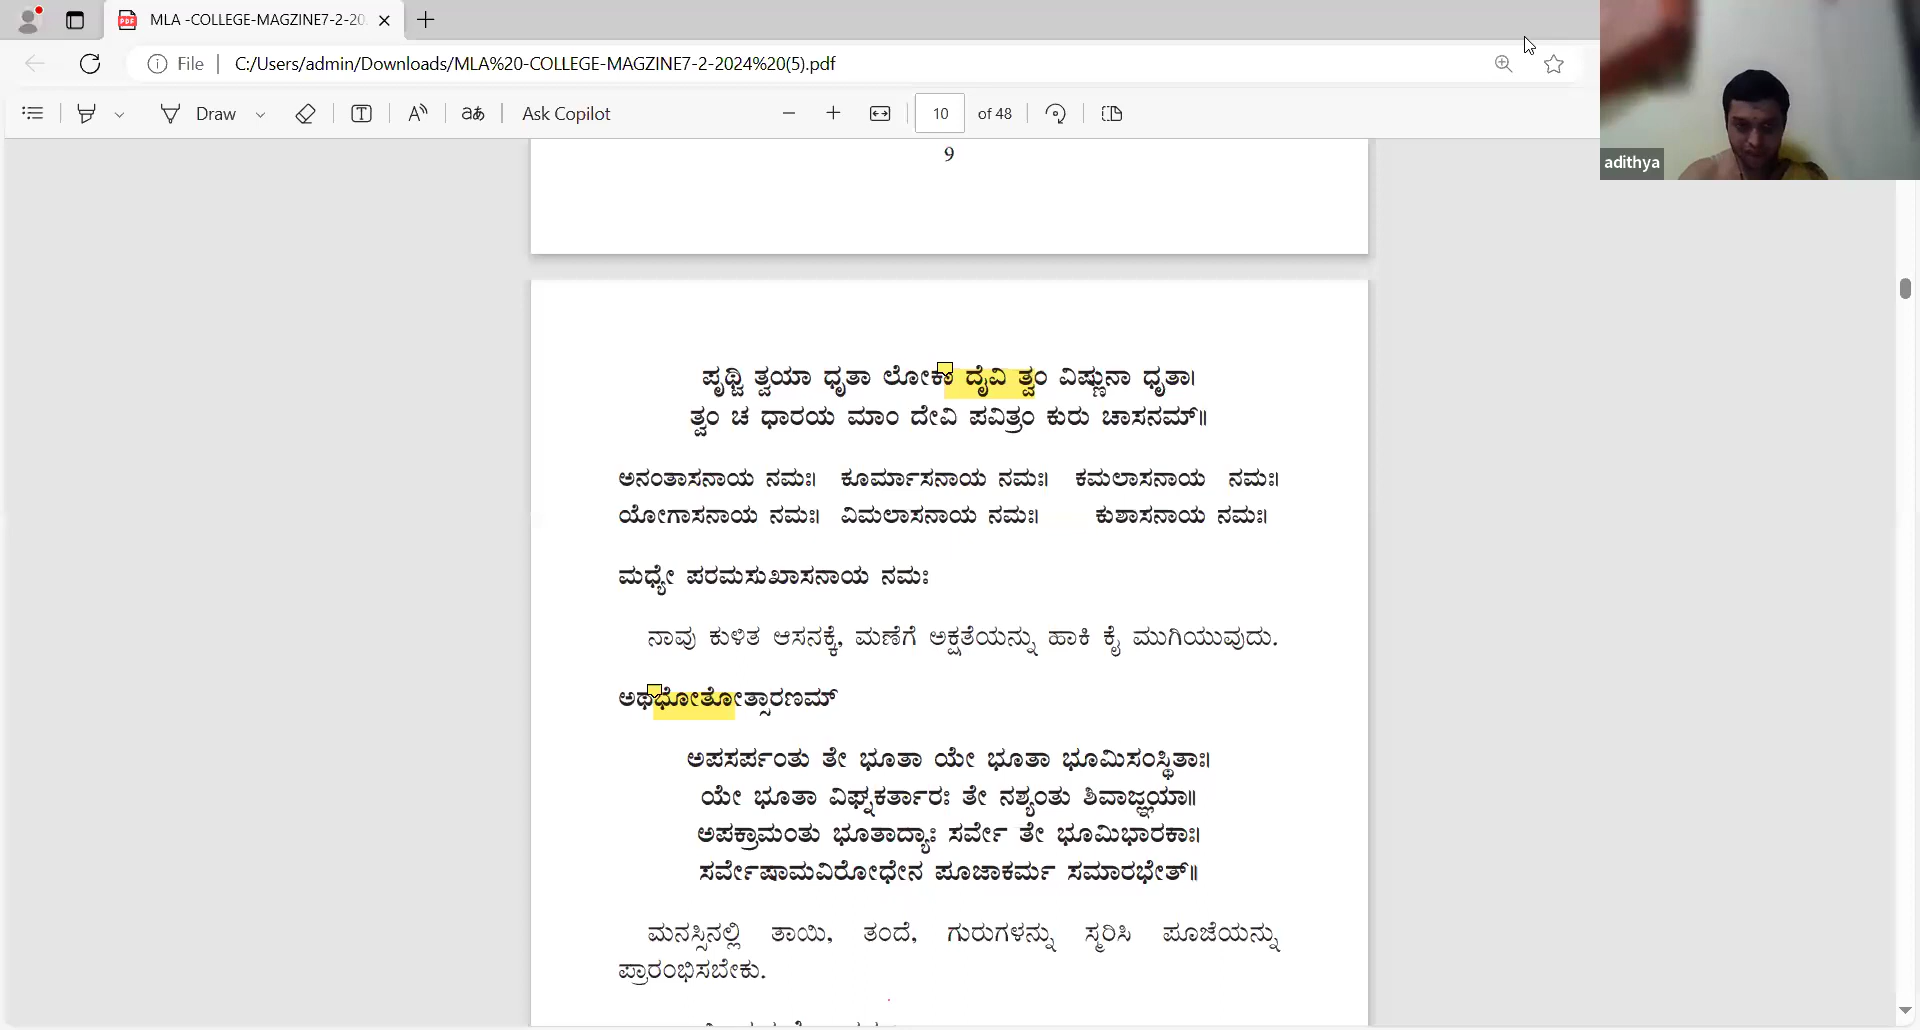 MLA -COLLEGE-MAGZINE7-2-20
File
C:/Users/admin/Downloads/MLA%20-COLLEGE-MAGZINE7-2-2024%20(5).pdf
Draw
aあ
Ask Copilot
10 of 48
adithya
9
ಪೃಥ್ವಿ ತ್ವಯಾ ಧೃತಾ ಲೋಕಾ ದೈವಿ ತ್ವಂ ವಿಷ್ಣುನಾ ಧೃತಾ।
ತ್ವಂ ಚ ಧಾರಯ ಮಾಂ ದೇವಿ ಪವಿತ್ರಂ ಕುರು ಚಾಸನಮ್॥
ಅನಂತಾಸನಾಯ ನಮಃ। ಕೂರ್ಮಾಸನಾಯ ನಮಃ। ಕಮಲಾಸನಾಯ ನಮಃ।
ಯೋಗಾಸನಾಯ ನಮಃ। ವಿಮಲಾಸನಾಯ ನಮಃ। ಕುಶಾಸನಾಯ ನಮಃ।
ಮಧ್ಯೇ ಪರಮಸುಖಾಸನಾಯ ನಮಃ
ನಾವು ಕುಳಿತ ಆಸನಕ್ಕೆ, ಮಣೆಗೆ ಅಕ್ಷತೆಯನ್ನು ಹಾಕಿ ಕೈ ಮುಗಿಯುವುದು.
ಅಥಭೋತೋತ್ಸಾರಣಮ್
ಅಪಸರ್ಪಂತು ತೇ ಭೂತಾ ಯೇ ಭೂತಾ ಭೂಮಿಸಂಸ್ಥಿತಾಃ।
ಯೇ ಭೂತಾ ವಿಘ್ನಕರ್ತಾರಃ ತೇ ನಶ್ಯಂತು ಶಿವಾಜ್ಞಯಾ॥
ಅಪಕ್ರಾಮಂತು ಭೂತಾದ್ಯಾಃ ಸರ್ವೇ ತೇ ಭೂಮಿಭಾರಕಾಃ।
ಸರ್ವೇಷಾಮವಿರೋಧೇನ ಪೂಜಾಕರ್ಮ ಸಮಾರಭೇತ್॥
ಮನಸ್ಸಿನಲ್ಲಿ ತಾಯಿ, ತಂದೆ, ಗುರುಗಳನ್ನು ಸ್ಮರಿಸಿ ಪೂಜೆಯನ್ನು
ಪ್ರಾರಂಭಿಸಬೇಕು.